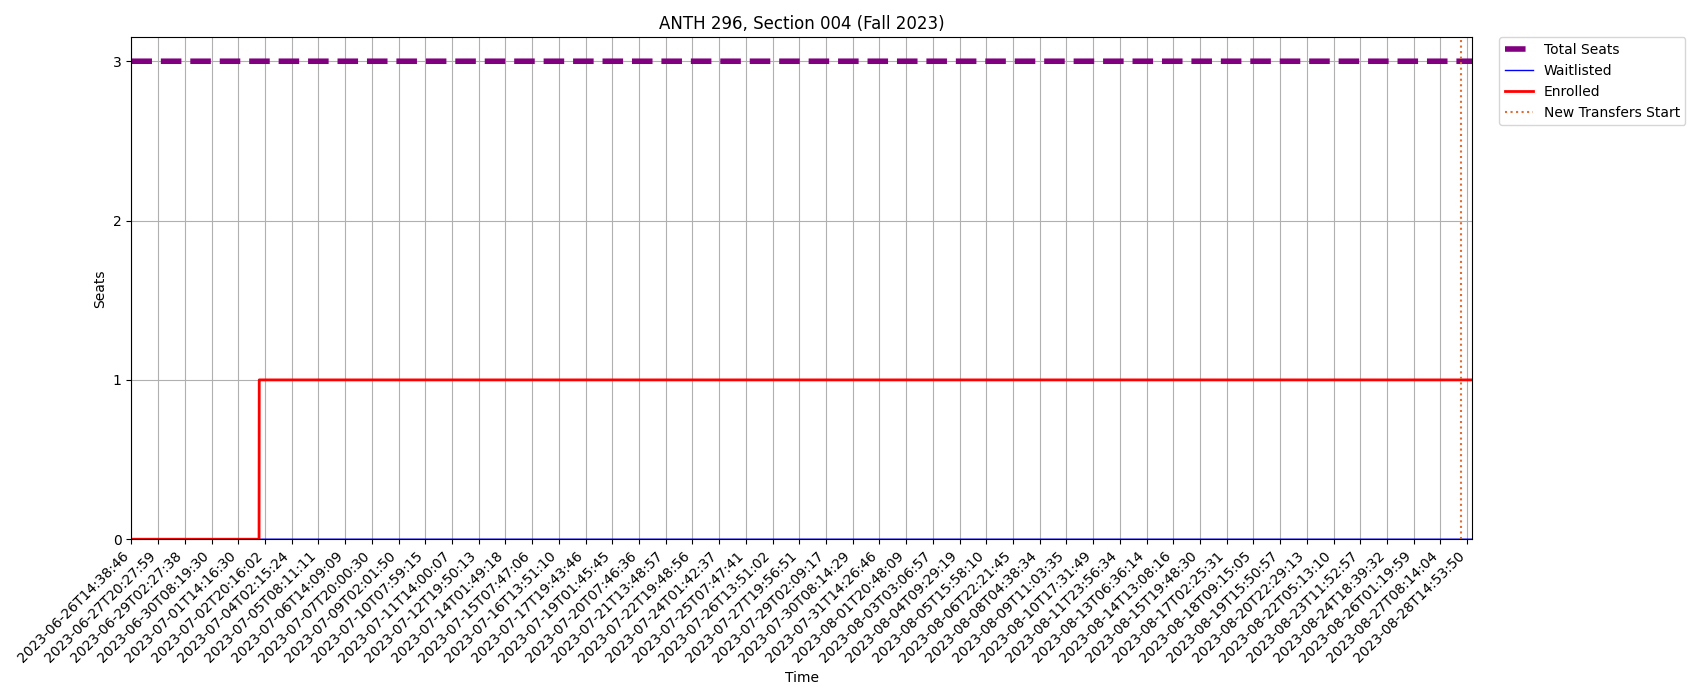 ANTH 296, Section 004 (Fall 2023)
Total Seats
Waitlisted
Enrolled
New Transfers Start
Seats
3
2
1
0
2023-06-26T14:38:46
2023-06-27T20:27:59
2023-06-29T02:27:38
2023-06-30T08:19:30
2023-07-01T14:16:30
2023-07-02T20:16:02
2023-07-04T02:15:24
2023-07-05T08:11:11
2023-07-06T14:09:09
2023-07-07T20:00:30
2023-07-09T02:01:50
2023-07-10T07:59:15
2023-07-11T14:00:07
2023-07-12T19:50:13
2023-07-14T01:49:18
2023-07-15T07:47:06
2023-07-16T13:51:10
2023-07-17T19:43:46
2023-07-19T01:45:45
2023-07-20T07:46:36
2023-07-21T13:48:57
2023-07-22T19:48:56
2023-07-24T01:42:37
2023-07-25T07:47:41
2023-07-26T13:51:02
2023-07-27T19:56:51
2023-07-29T02:09:17
2023-07-30T08:14:29
2023-07-31T14:26:46
2023-08-01T20:48:09
2023-08-03T03:06:57
2023-08-04T09:29:19
2023-08-05T15:58:10
2023-08-06T22:21:45
2023-08-08T04:38:34
2023-08-09T11:03:35
2023-08-10T17:31:49
2023-08-11T23:56:34
2023-08-13T06:36:14
2023-08-14T13:08:16
2023-08-15T19:48:30
2023-08-17T02:25:31
2023-08-18T09:15:05
2023-08-19T15:50:57
2023-08-20T22:29:13
2023-08-22T05:13:10
2023-08-23T11:52:57
2023-08-24T18:39:32
2023-08-26T01:19:59
2023-08-27T08:14:04
2023-08-28T14:53:50
Time